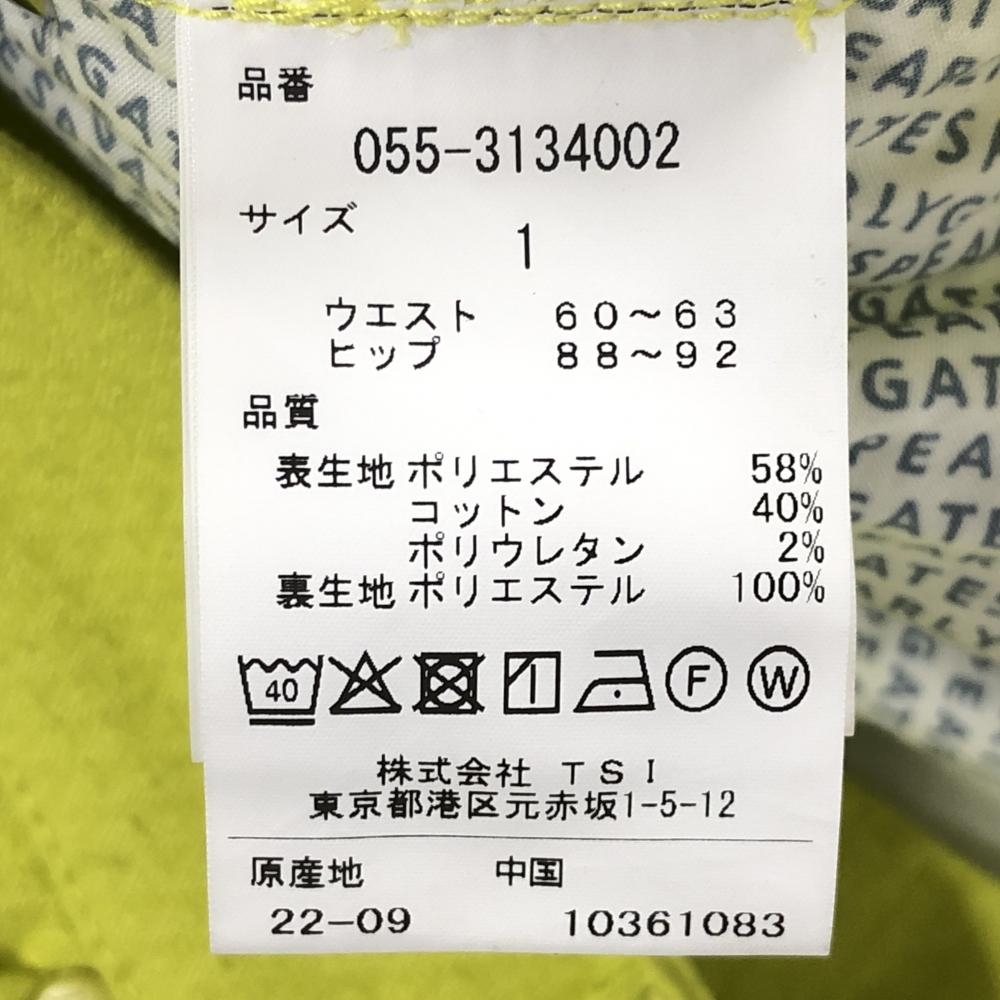 品番
055-3134002
サイズ
1
ウエスト 60~63
ヒップ 88~92
品質
表生地 ポリエステル 58%
コットン 40%
ポリウレタン 2%
裏生地 ポリエステル 100%
40
F
W
株式会社 TSI
東京都港区元赤坂1-5-12
原産地 中国
22-09 10361083